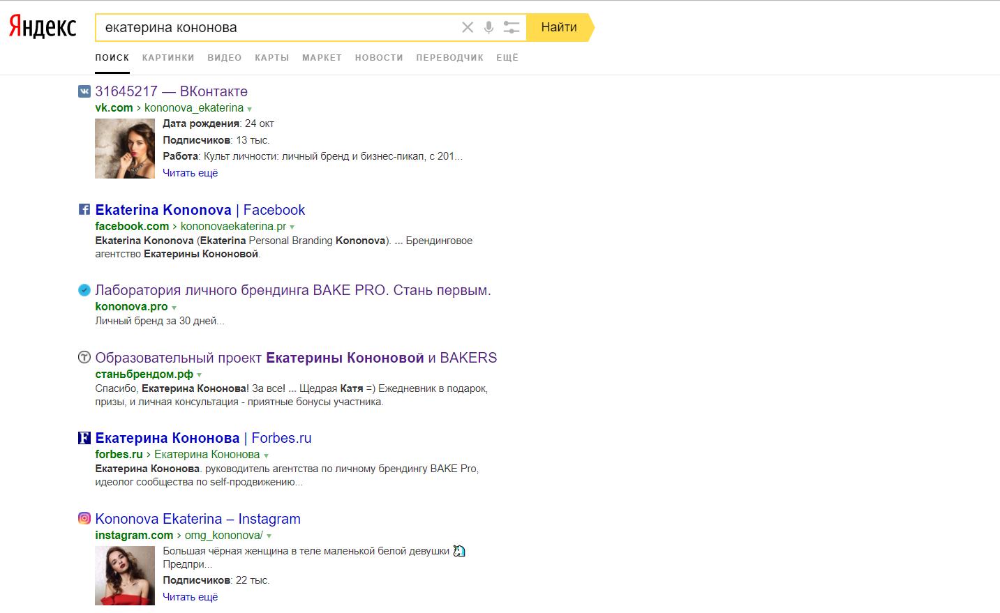 Яндекс
екатерина кононова
Найти
ПОИСК КАРТИНКИ ВИДЕО КАРТЫ МАРКЕТ НОВОСТИ ПЕРЕВОДЧИК ЕЩЁ
31645217 — ВКонтакте
vk.com › kononova_ekaterina
Дата рождения: 24 окт
Подписчиков: 13 тыс.
Работа: Культ личности: личный бренд и бизнес-пикап, с 201...
Читать ещё
Ekaterina Kononova | Facebook
facebook.com › kononovaekaterina.pr
Ekaterina Kononova (Ekaterina Personal Branding Kononova). ... Брендинговое
агентство Екатерины Кононовой.
Лаборатория личного брендинга BAKE PRO. Стань первым.
kononova.pro
Личный бренд за 30 дней...
Образовательный проект Екатерины Кононовой и BAKERS
станьбрендом.рф
Спасибо, Екатерина Кононова! За все! ... Щедрая Катя =) Ежедневник в подарок,
призы, и личная консультация - приятные бонусы участника.
Екатерина Кононова | Forbes.ru
forbes.ru › Екатерина Кононова
Екатерина Кононова. руководитель агентства по личному брендингу BAKE Pro,
идеолог сообщества по self-продвижению...
Kononova Ekaterina – Instagram
instagram.com › omg_kononova/
Большая чёрная женщина в теле маленькой белой девушки 🦄
Предпри...
Подписчиков: 22 тыс.
Читать ещё